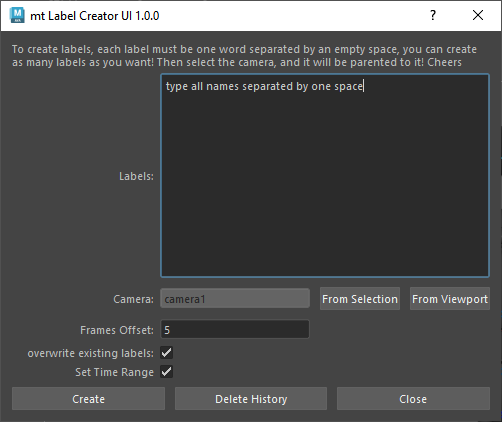 mt Label Creator UI 1.0.0
To create labels, each label must be one word separated by an empty space, you can create
as many labels as you want! Then select the camera, and it will be parented to it! Cheers
type all names separated by one space
Labels:
Camera: camera1 From Selection From Viewport
Frames Offset: 5
overwrite existing labels:
Set Time Range
Create Delete History Close